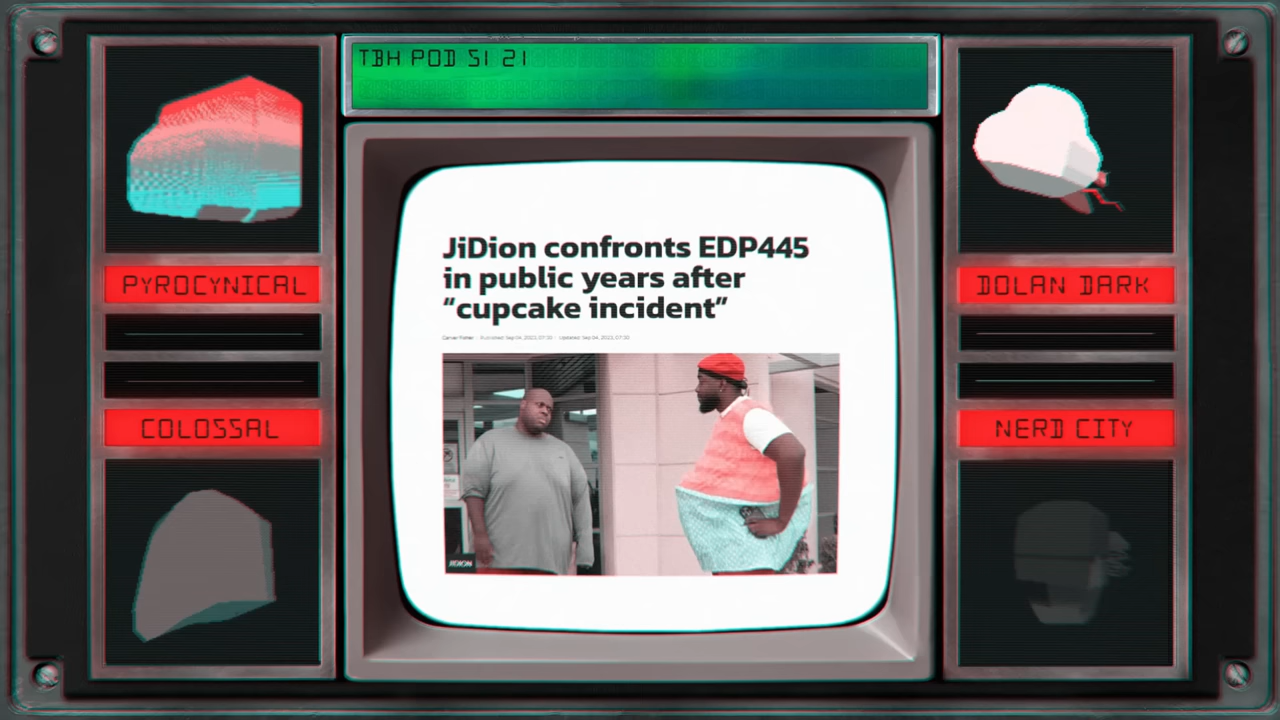 TBH POD S1 21
PYROCYNICAL
COLOSSAL
JiDion confronts EDP445
in public years after
“cupcake incident”
JIDION
DOLAN DARK
NERD CITY